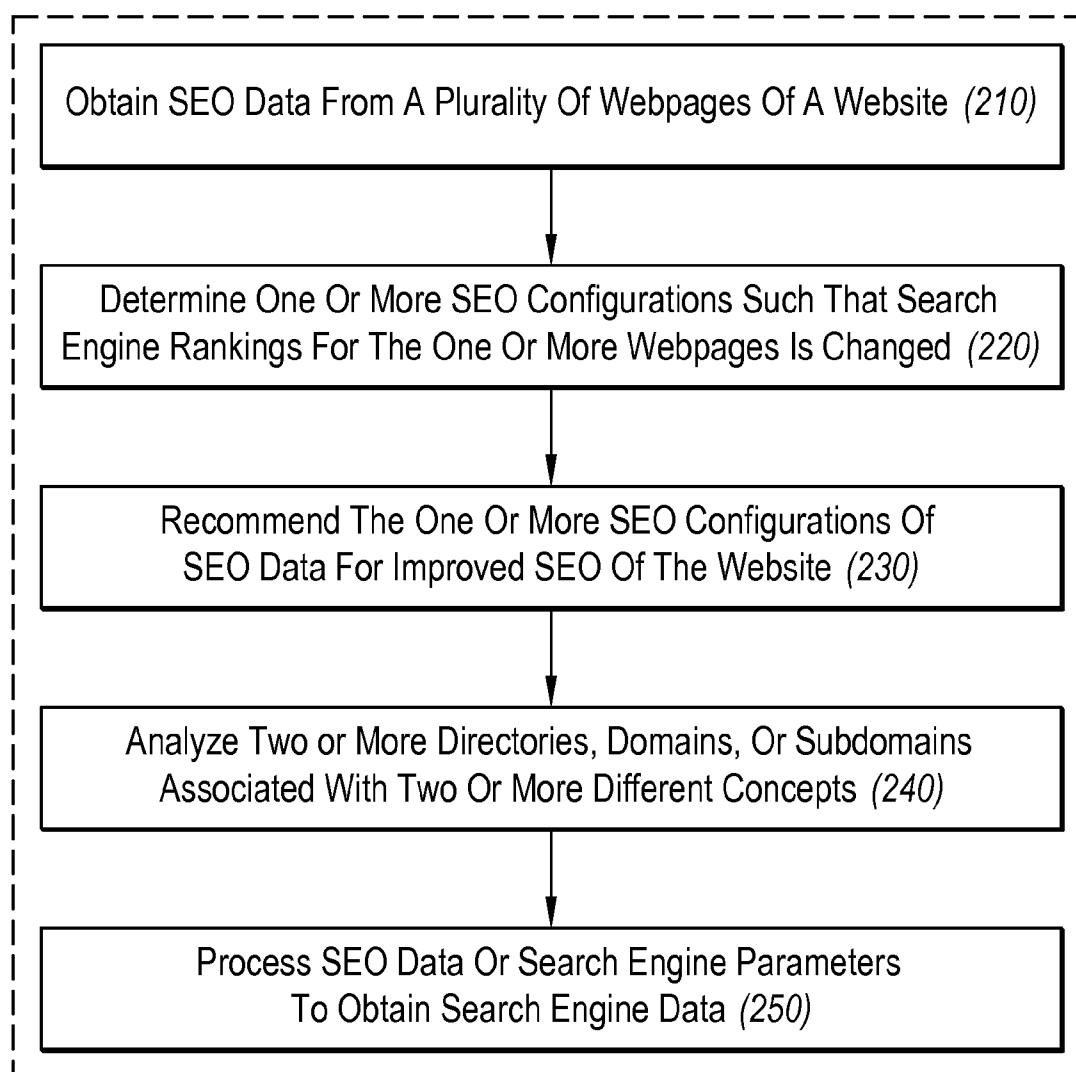 Obtain SEO Data From A Plurality Of Webpages Of A Website (210)
Determine One Or More SEO Configurations Such That Search
Engine Rankings For The One Or More Webpages Is Changed (220)
Recommend The One Or More SEO Configurations Of
SEO Data For Improved SEO Of The Website (230)
Analyze Two or More Directories, Domains, Or Subdomains
Associated With Two Or More Different Concepts (240)
Process SEO Data Or Search Engine Parameters
To Obtain Search Engine Data (250)